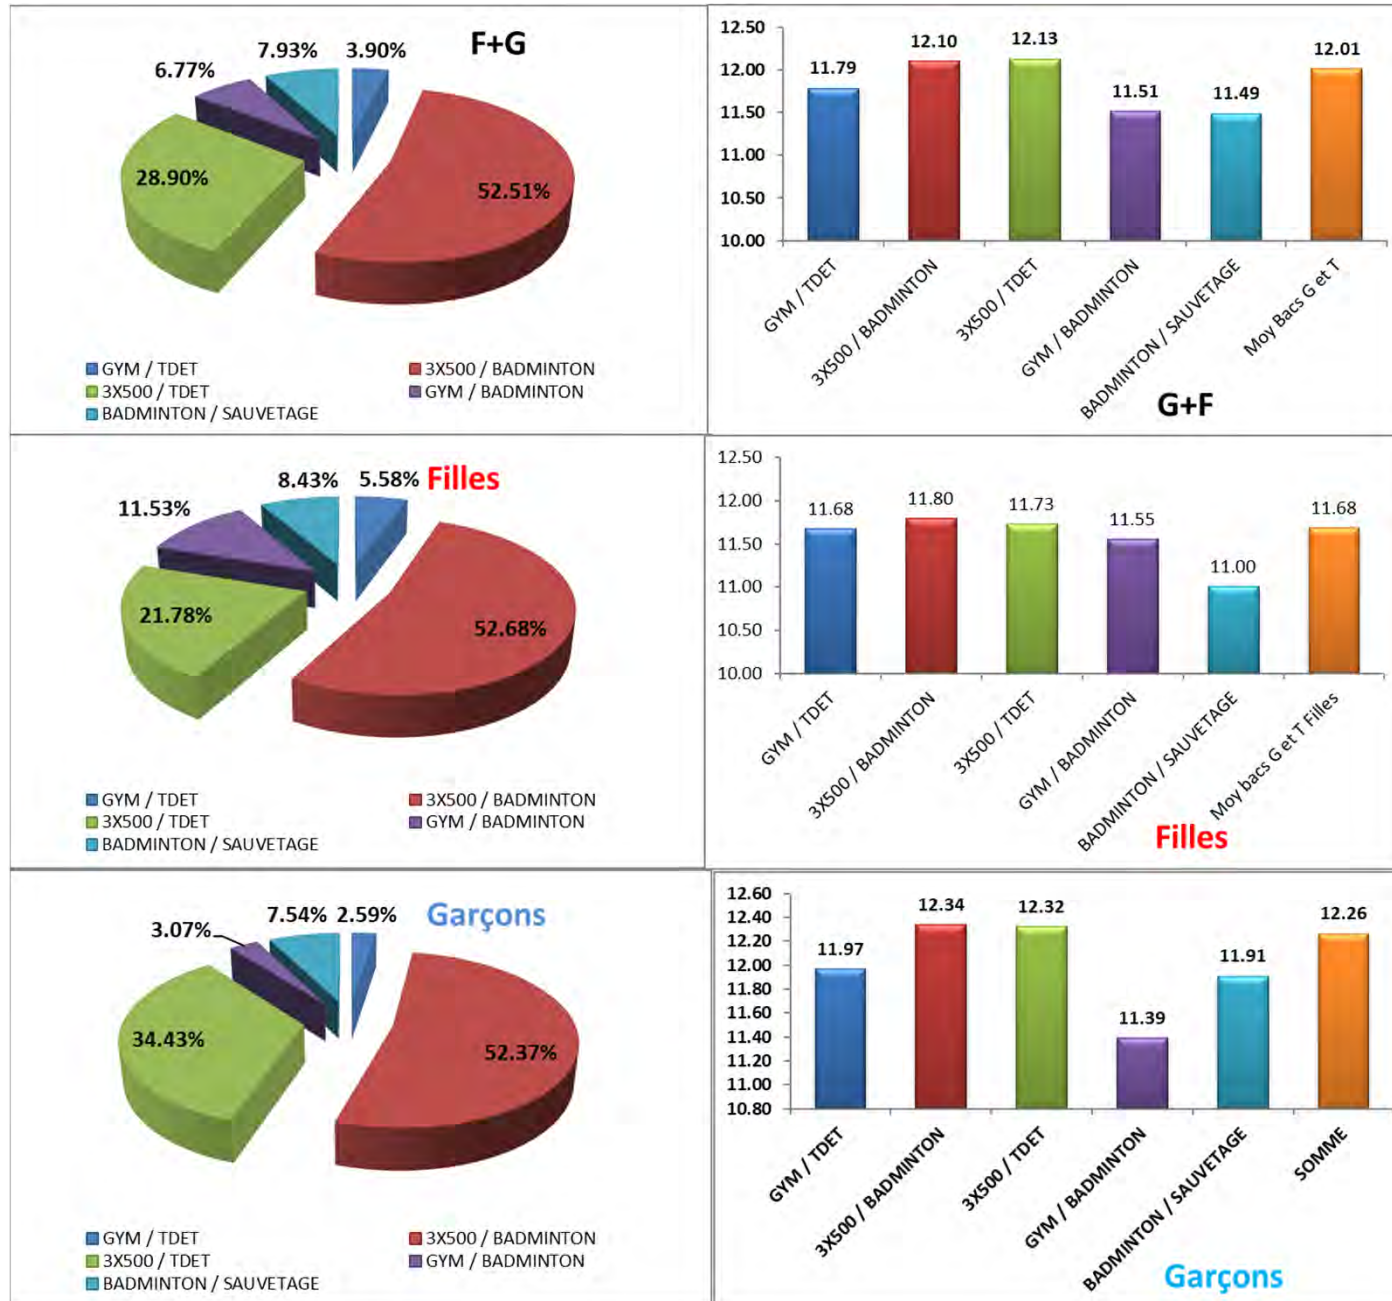 F+G
7.93% 3.90%
6.77%
28.90%
52.51%
GYM / TDET 3X500 / BADMINTON
3X500 / TDET GYM / BADMINTON
BADMINTON / SAUVETAGE
12.50
12.00
11.50
11.00
10.50
10.00
11.79 12.10 12.13 11.51 11.49 12.01
GYM / TDET
3X500 / BADMINTON
3X500 / TDET
GYM / BADMINTON
BADMINTON / SAUVETAGE
Moy Bacs G et T
G+F
Filles
8.43% 5.58%
11.53%
21.78%
52.68%
GYM / TDET 3X500 / BADMINTON
3X500 / TDET GYM / BADMINTON
BADMINTON / SAUVETAGE
12.50
12.00
11.50
11.00
10.50
10.00
11.68 11.80 11.73 11.55 11.00 11.68
GYM / TDET
3X500 / BADMINTON
3X500 / TDET
GYM / BADMINTON
BADMINTON / SAUVETAGE
Moy bacs G et T Filles
Filles
Garçons
7.54% 2.59%
3.07%
34.43%
52.37%
GYM / TDET 3X500 / BADMINTON
3X500 / TDET GYM / BADMINTON
BADMINTON / SAUVETAGE
12.60
12.40
12.20
12.00
11.80
11.60
11.40
11.20
11.00
10.80
11.97 12.34 12.32 11.39 11.91 12.26
GYM / TDET
3X500 / BADMINTON
3X500 / TDET
GYM / BADMINTON
BADMINTON / SAUVETAGE
SOMME
Garçons